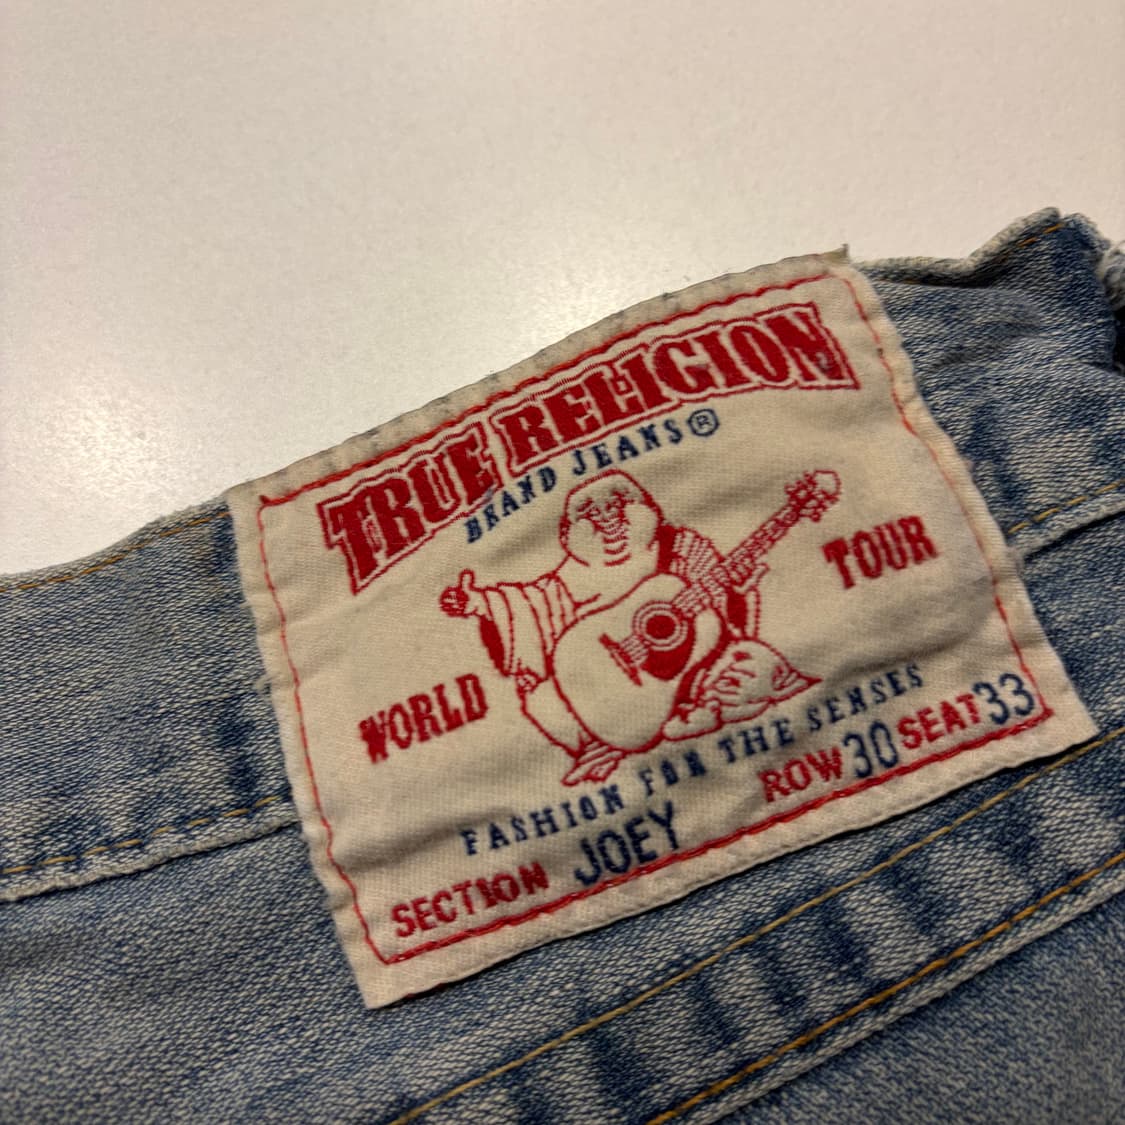 TRUE RELIGION
BRAND JEANS®
WORLD TOUR
FASHION FOR THE SENSES
SECTION JOEY ROW 30 SEAT 33